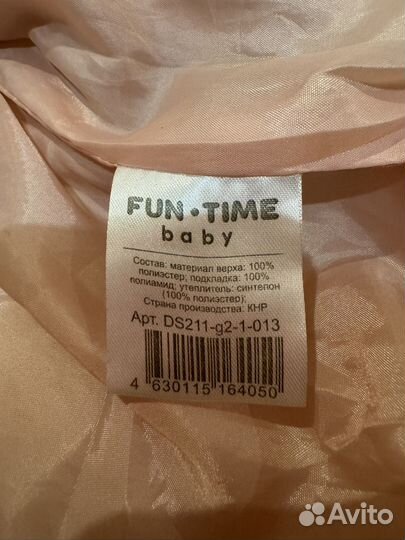 FUN•TIME
baby
Состав: материал верха: 100%
полиэстер; подкладка: 100%
полиамид; утеплитель: синтепон
(100% полиэстер);
Страна производства: КНР
Арт. DS211-g2-1-013
4 630115 164050
Avito